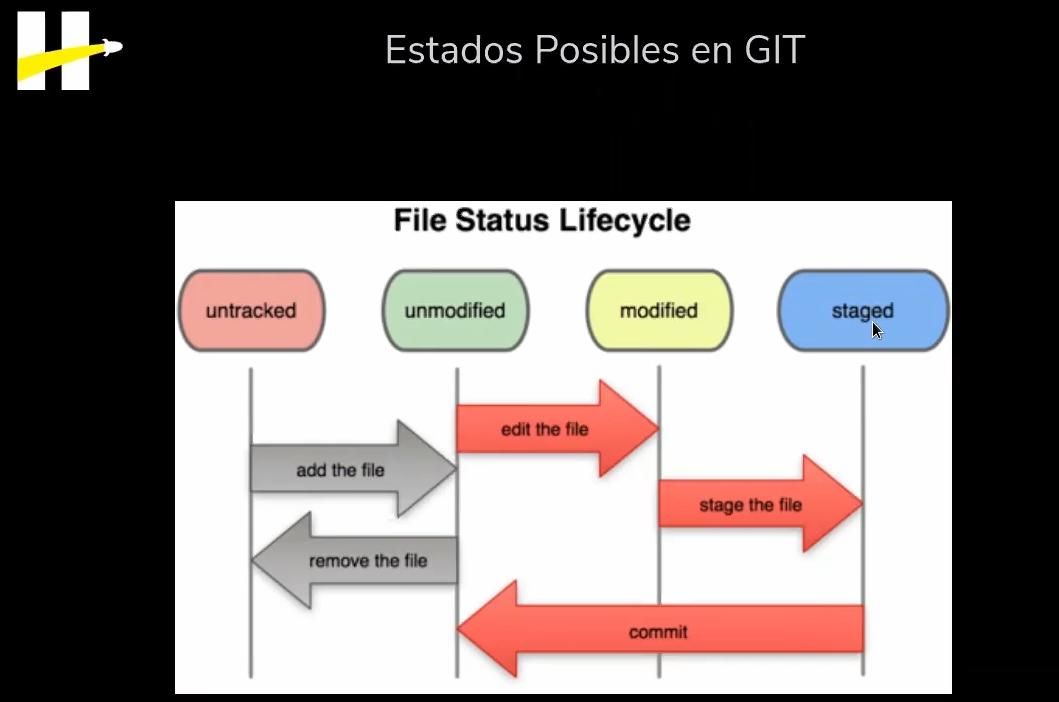 H
Estados Posibles en GIT
File Status Lifecycle
untracked
unmodified
modified
staged
edit the file
add the file
stage the file
remove the file
commit